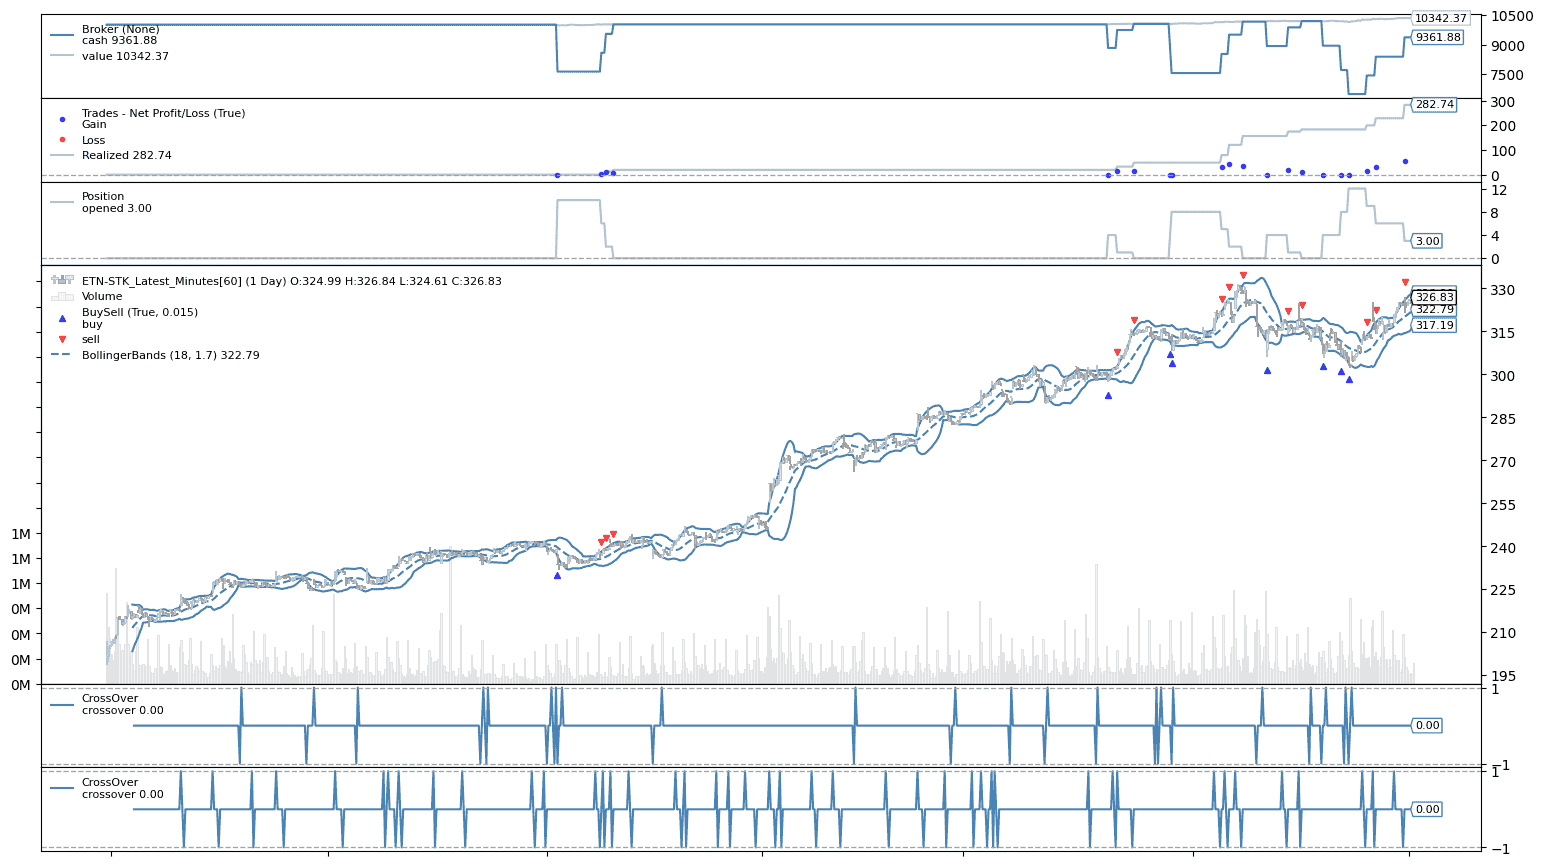 Broker (None)
cash 9361.88
value 10342.37
10500
10342.37
9361.88
9000
7500
Trades - Net Profit/Loss (True)
Gain
Loss
Realized 282.74
300
282.74
200
100
0
Position
opened 3.00
12
8
4
3.00
0
ETN-STK_Latest_Minutes[60] (1 Day) O:324.99 H:326.84 L:324.61 C:326.83
Volume
BuySell (True, 0.015)
buy
sell
BollingerBands (18, 1.7) 322.79
330
326.83
322.79
317.19
315
300
285
270
255
240
225
210
195
1M
1M
1M
0M
0M
0M
0M
CrossOver
crossover 0.00
1
0.00
−1
CrossOver
crossover 0.00
1
0.00
−1